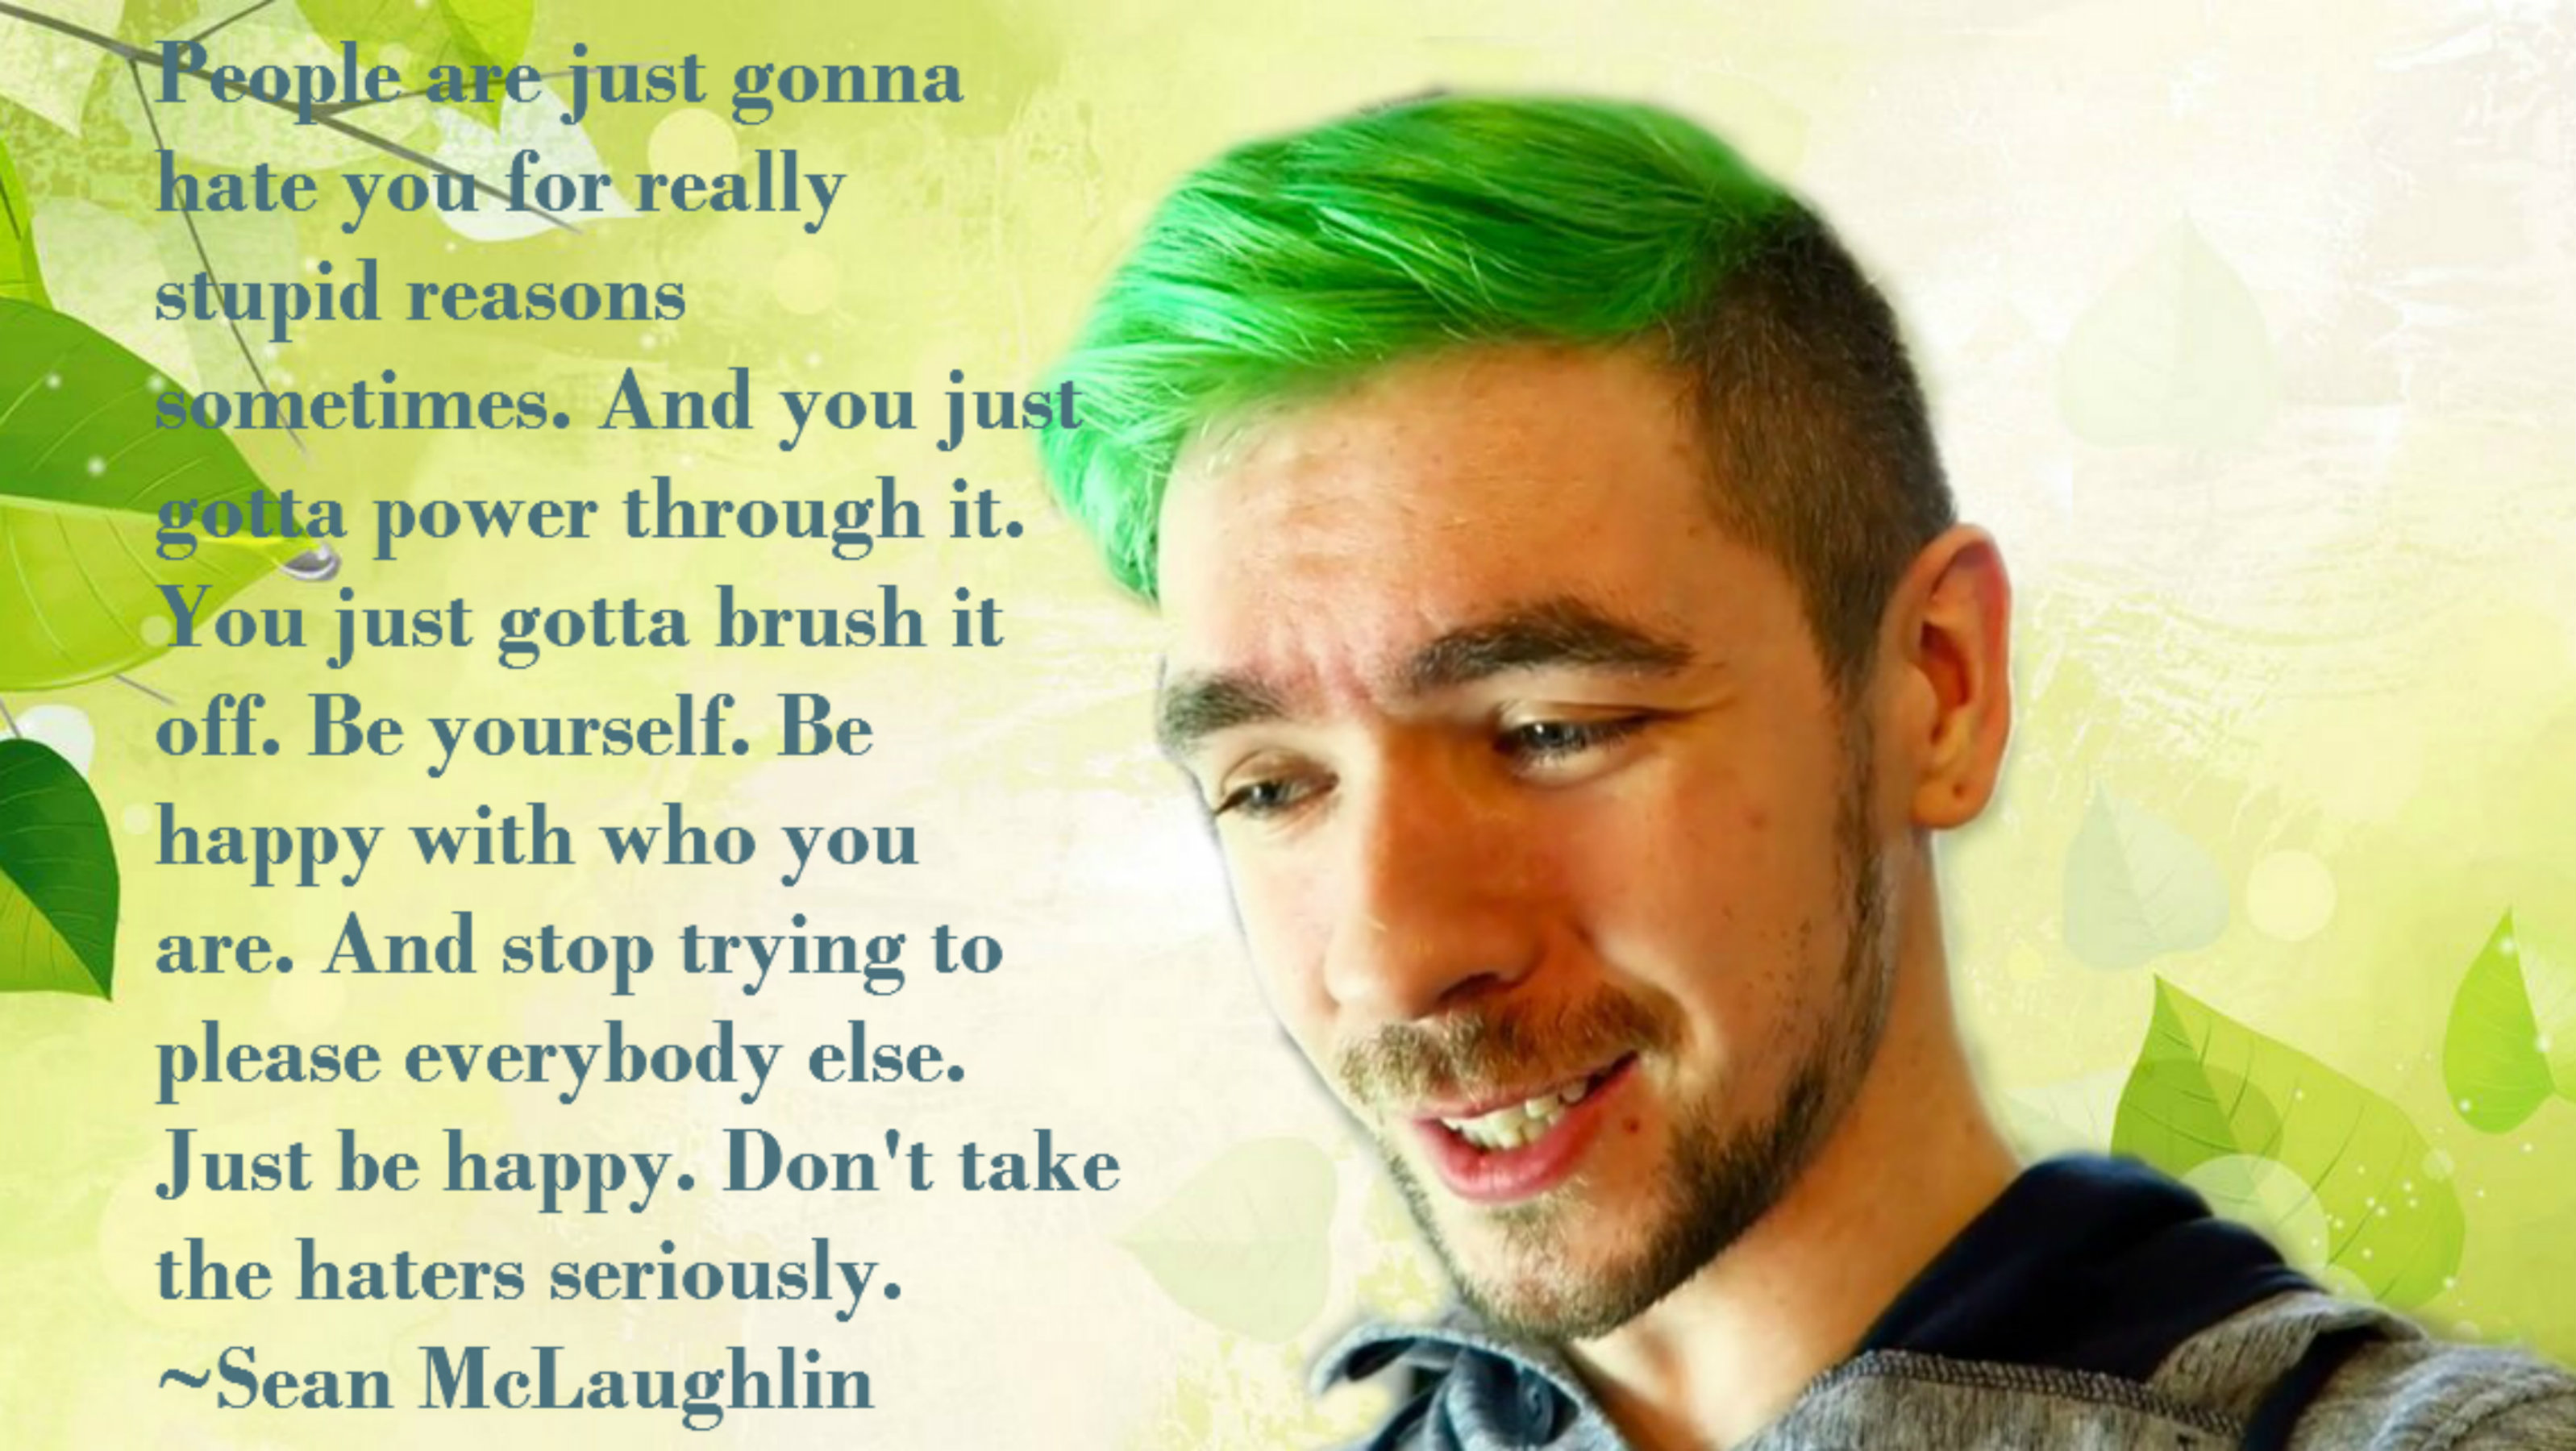 People are just gonna
hate you for really
stupid reasons
sometimes. And you just
gotta power through it.
You just gotta brush it
off. Be yourself. Be
happy with who you
are. And stop trying to
please everybody else.
Just be happy. Don't take
the haters seriously.
~Sean McLaughlin